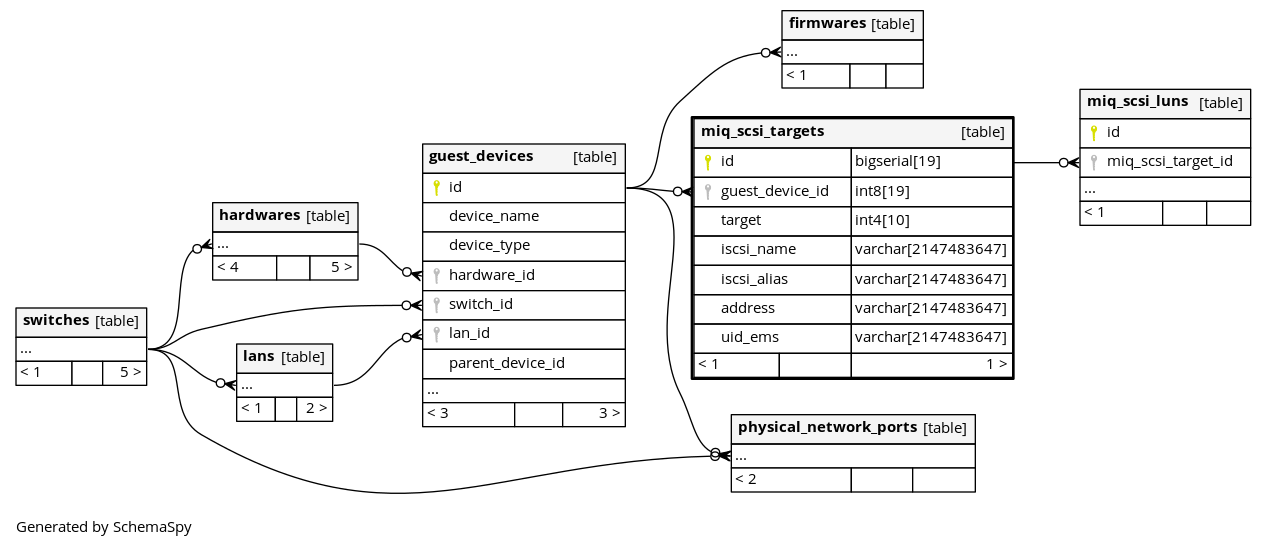 firmwares [table]
...
< 1
miq_scsi_luns [table]
id
miq_scsi_target_id
...
< 1
miq_scsi_targets [table]
id bigserial[19]
guest_device_id int8[19]
target int4[10]
iscsi_name varchar[2147483647]
iscsi_alias varchar[2147483647]
address varchar[2147483647]
uid_ems varchar[2147483647]
< 1 1 >
guest_devices [table]
id
device_name
device_type
hardware_id
switch_id
lan_id
parent_device_id
...
< 3 3 >
hardwares [table]
...
< 4 5 >
switches [table]
...
< 1 5 >
lans [table]
...
< 1 2 >
physical_network_ports [table]
...
< 2
Generated by SchemaSpy